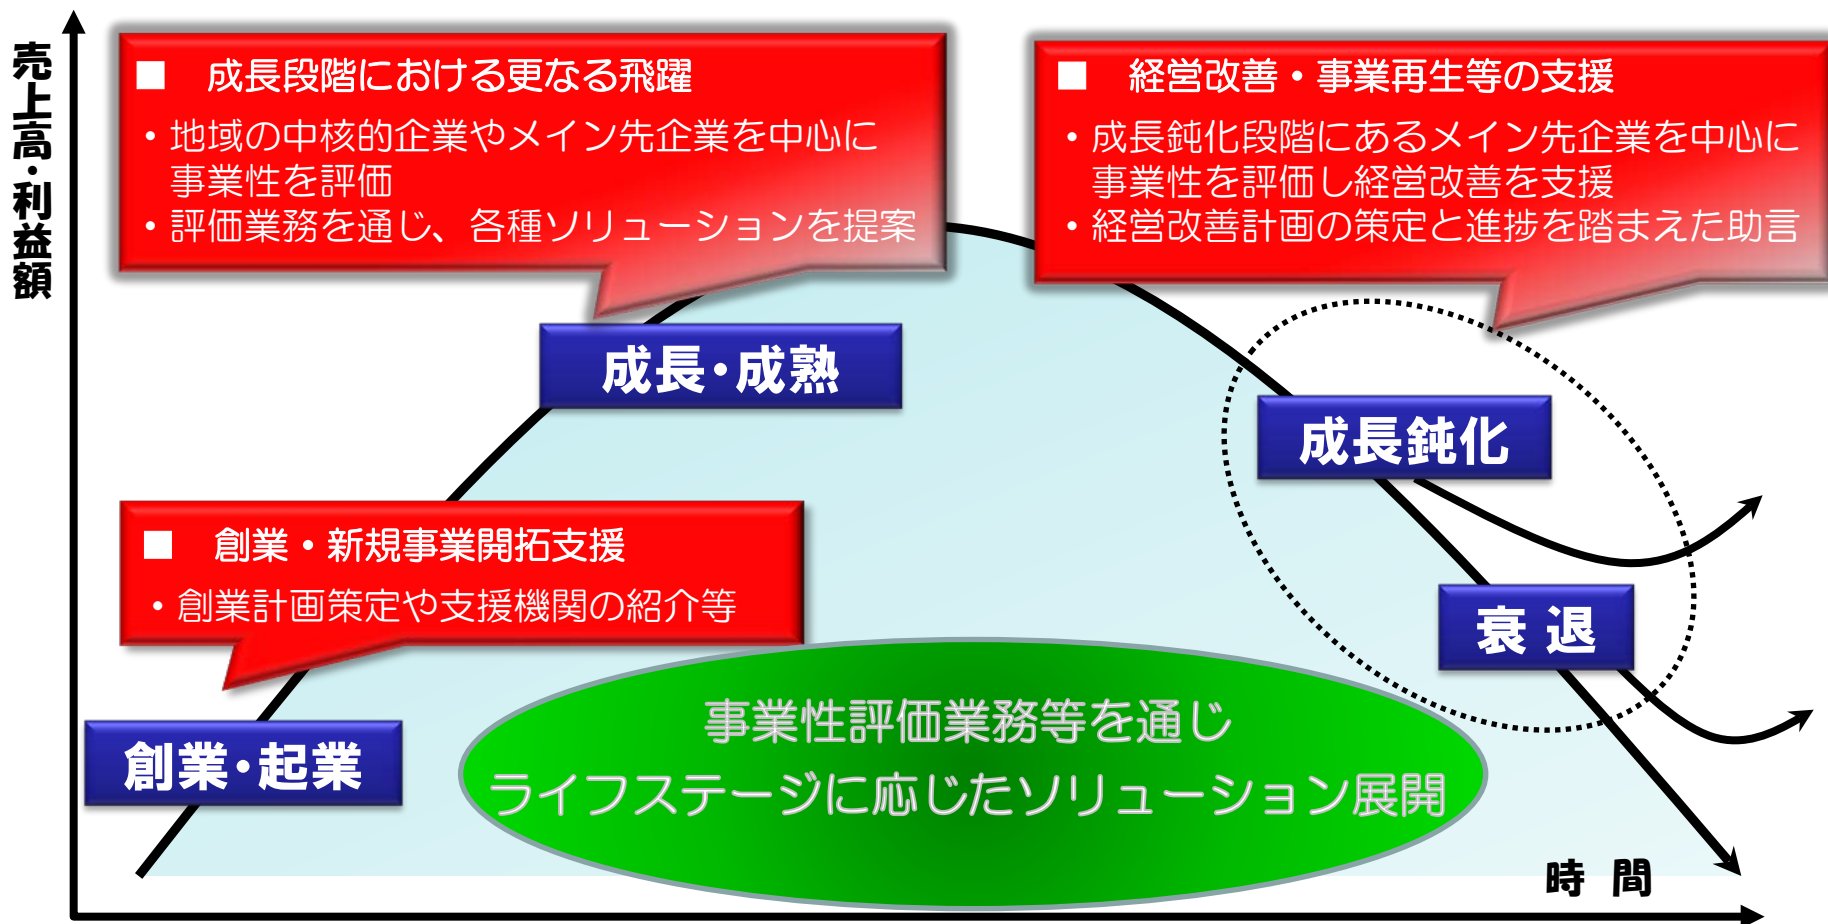 売上高・利益額
■ 成長段階における更なる飛躍
・地域の中核的企業やメイン先企業を中心に
事業性を評価
・評価業務を通じ、各種ソリューションを提案
■ 経営改善・事業再生等の支援
・成長鈍化段階にあるメイン先企業を中心に
事業性を評価し経営改善を支援
・経営改善計画の策定と進捗を踏まえた助言
成長・成熟
成長鈍化
■ 創業・新規事業開拓支援
・創業計画策定や支援機関の紹介等
衰 退
創業・起業
事業性評価業務等を通じ
ライフステージに応じたソリューション展開
時 間